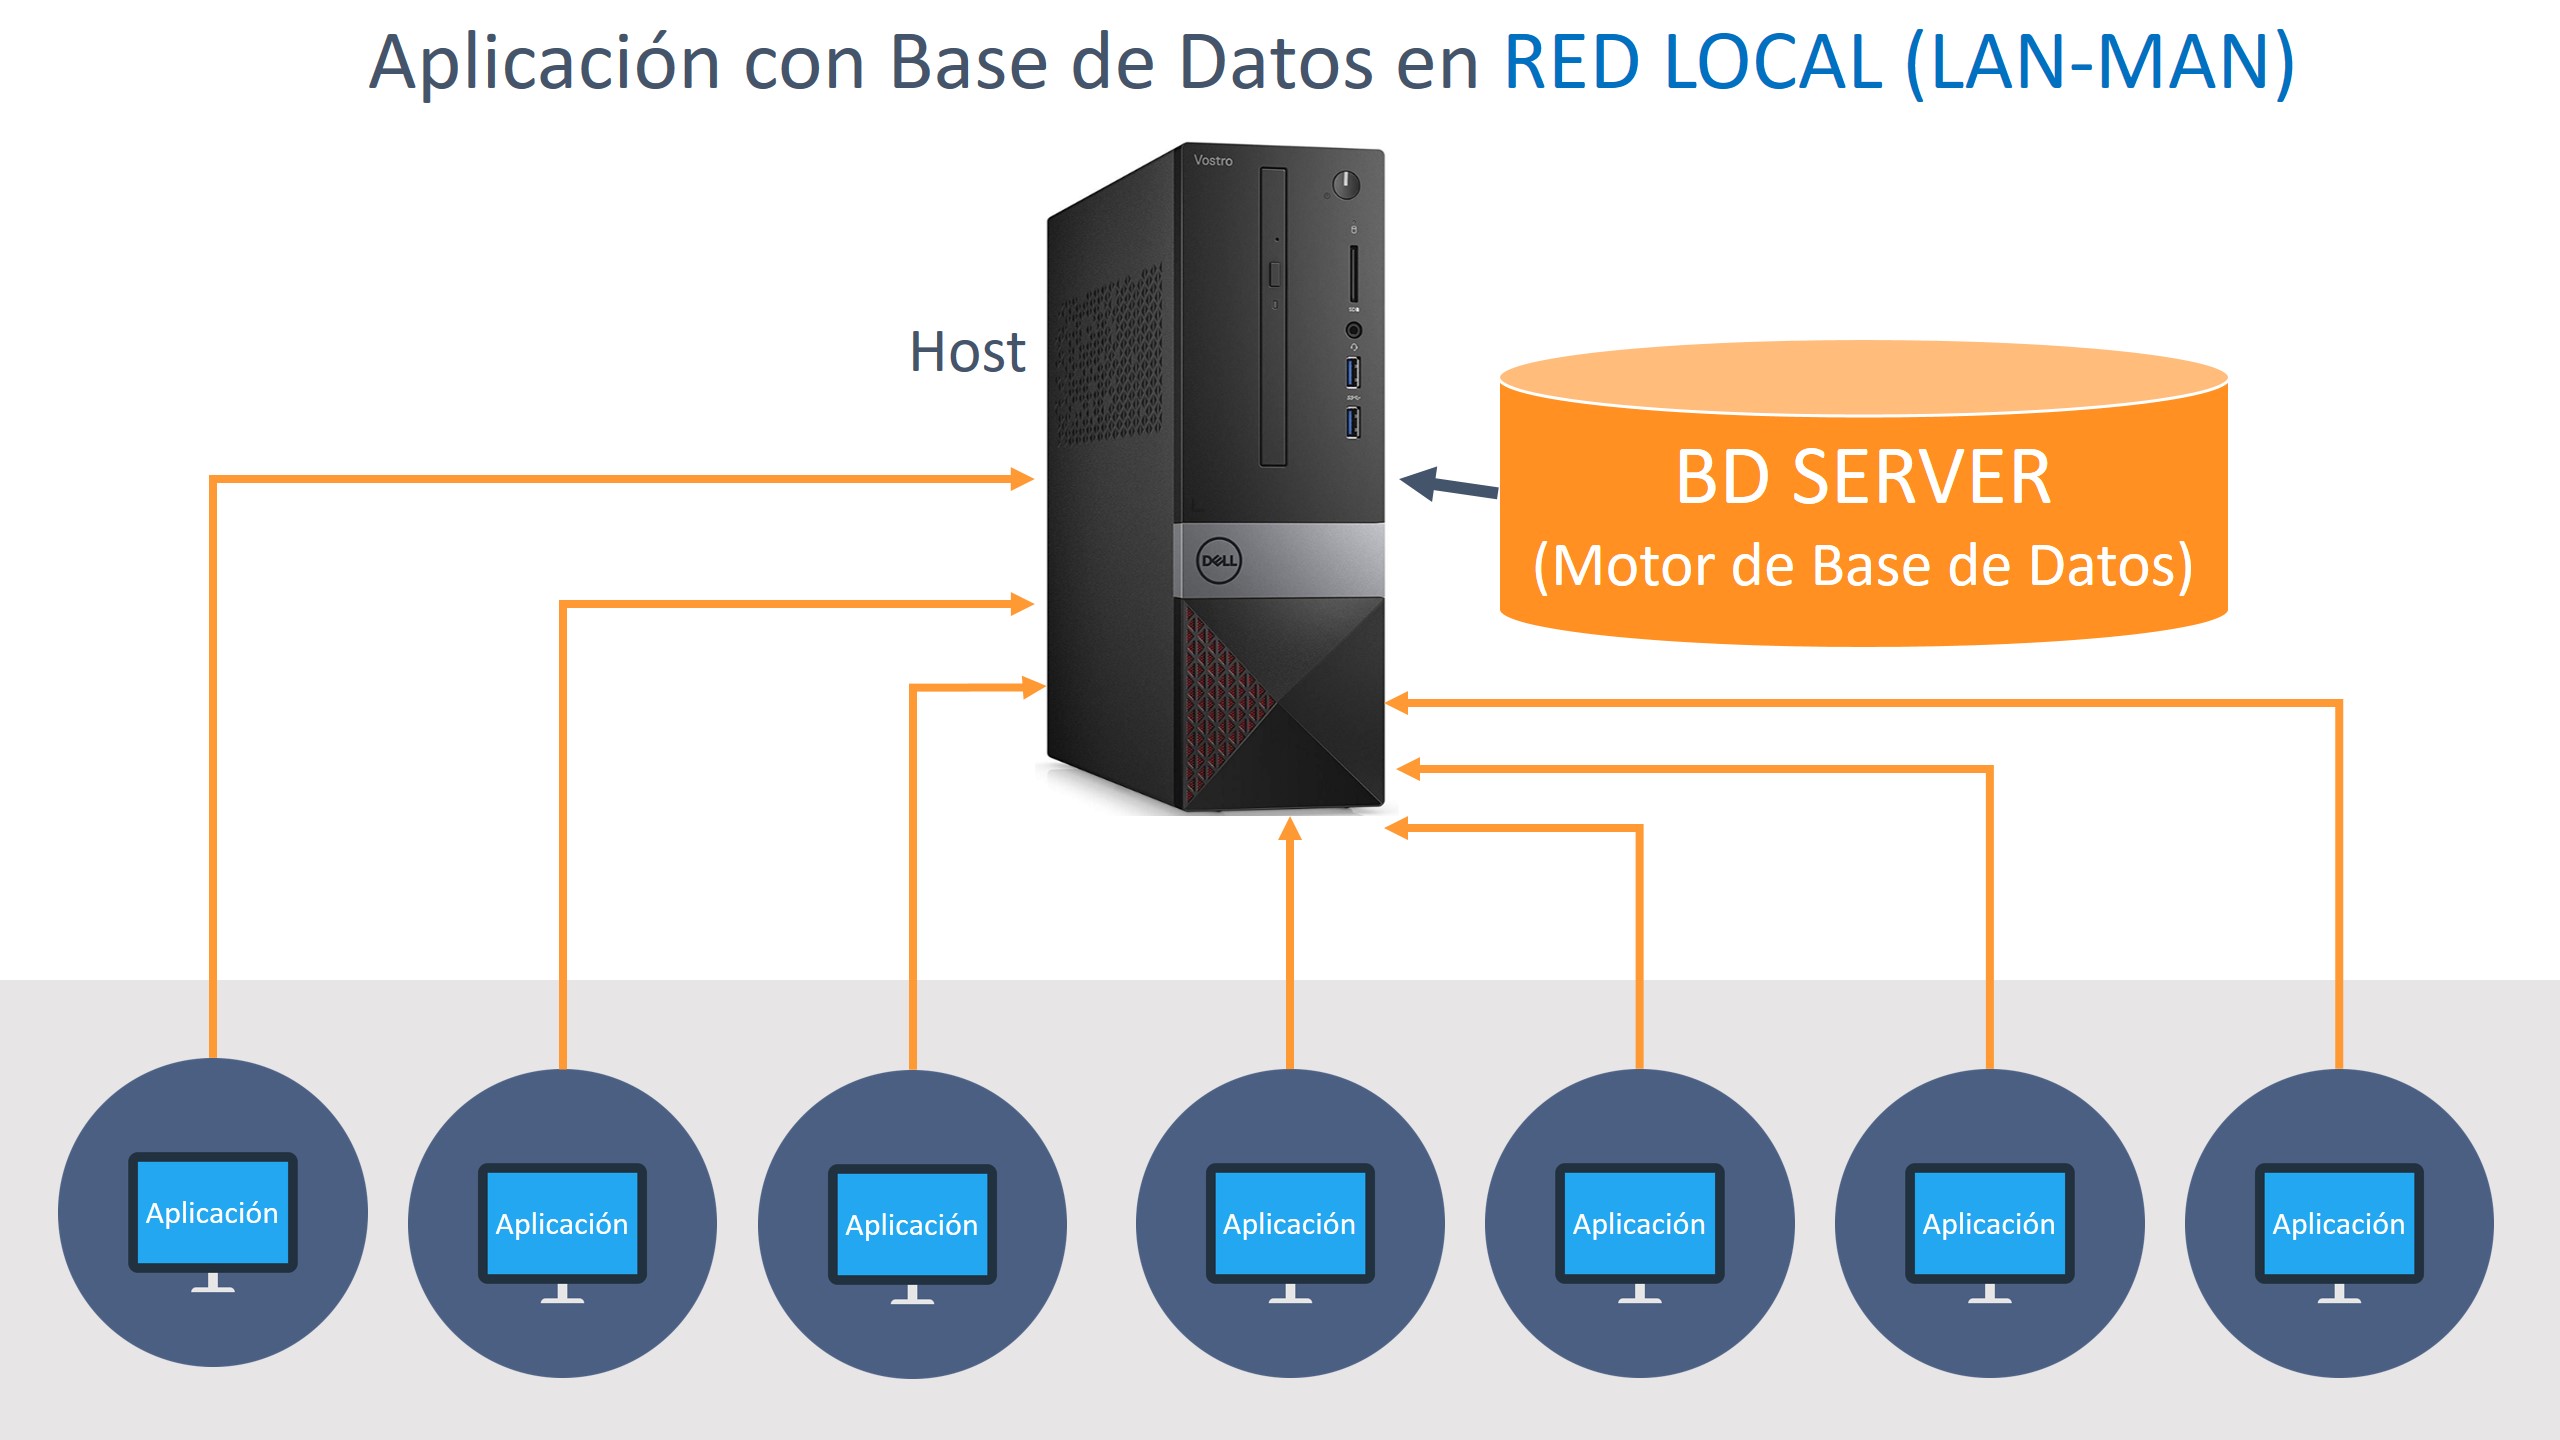 Aplicación con Base de Datos en RED LOCAL (LAN-MAN)
Vostro
Host
BD SERVER
(Motor de Base de Datos)
DELL
Aplicación
Aplicación
Aplicación
Aplicación
Aplicación
Aplicación
Aplicación